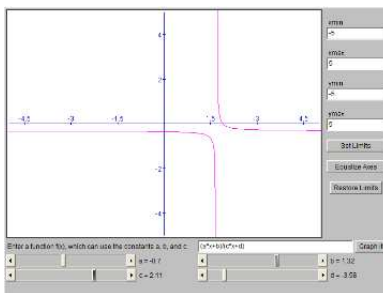 xmin
-5
xmax
5
ymin
-5
ymax
5
Set Limits
Equalize Axes
Restore Limits
4
2
-4,5 -3 -1,5 1,5 3 4,5
-2
-4
Enter a function f(x), which can use the constants a, b, and c: (a*x+b)/(c*x+d) Graph it
a = -0.7 b = 1.32
c = 2.11 d = -3.58